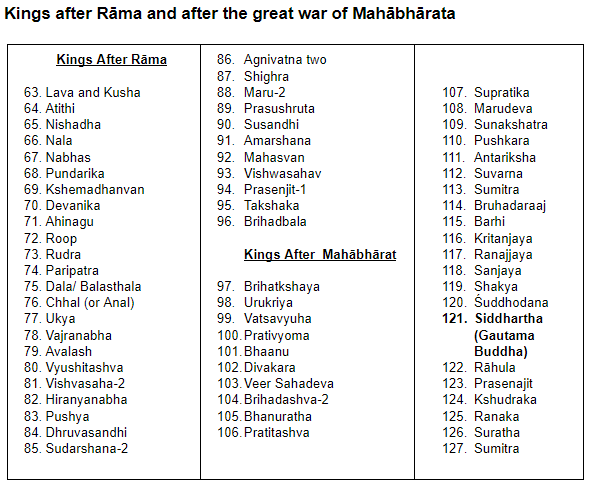 Kings after Rāma and after the great war of Mahābhārata
Kings After Rāma
63. Lava and Kusha
64. Atithi
65. Nishadha
66. Nala
67. Nabhas
68. Pundarika
69. Kshemadhanvan
70. Devanika
71. Ahinagu
72. Roop
73. Rudra
74. Paripatra
75. Dala/ Balasthala
76. Chhal (or Anal)
77. Ukya
78. Vajranabha
79. Avalash
80. Vyushitashva
81. Vishvasaha-2
82. Hiranyanabha
83. Pushya
84. Dhruvasandhi
85. Sudarshana-2
86. Agnivatna two
87. Shighra
88. Maru-2
89. Prasushruta
90. Susandhi
91. Amarshana
92. Mahasvan
93. Vishwasahav
94. Prasenjit-1
95. Takshaka
96. Brihadbala
Kings After Mahābhārat
97. Brihatkshaya
98. Urukriya
99. Vatsavyuha
100. Prativyoma
101. Bhaanu
102. Divakara
103. Veer Sahadeva
104. Brihadashva-2
105. Bhanuratha
106. Pratitashva
107. Supratika
108. Marudeva
109. Sunakshatra
110. Pushkara
111. Antariksha
112. Suvarna
113. Sumitra
114. Bruhadaraaj
115. Barhi
116. Kritanjaya
117. Ranajjaya
118. Sanjaya
119. Shakya
120. Śuddhodana
121. Siddhartha
(Gautama
Buddha)
122. Rāhula
123. Prasenajit
124. Kshudraka
125. Ranaka
126. Suratha
127. Sumitra